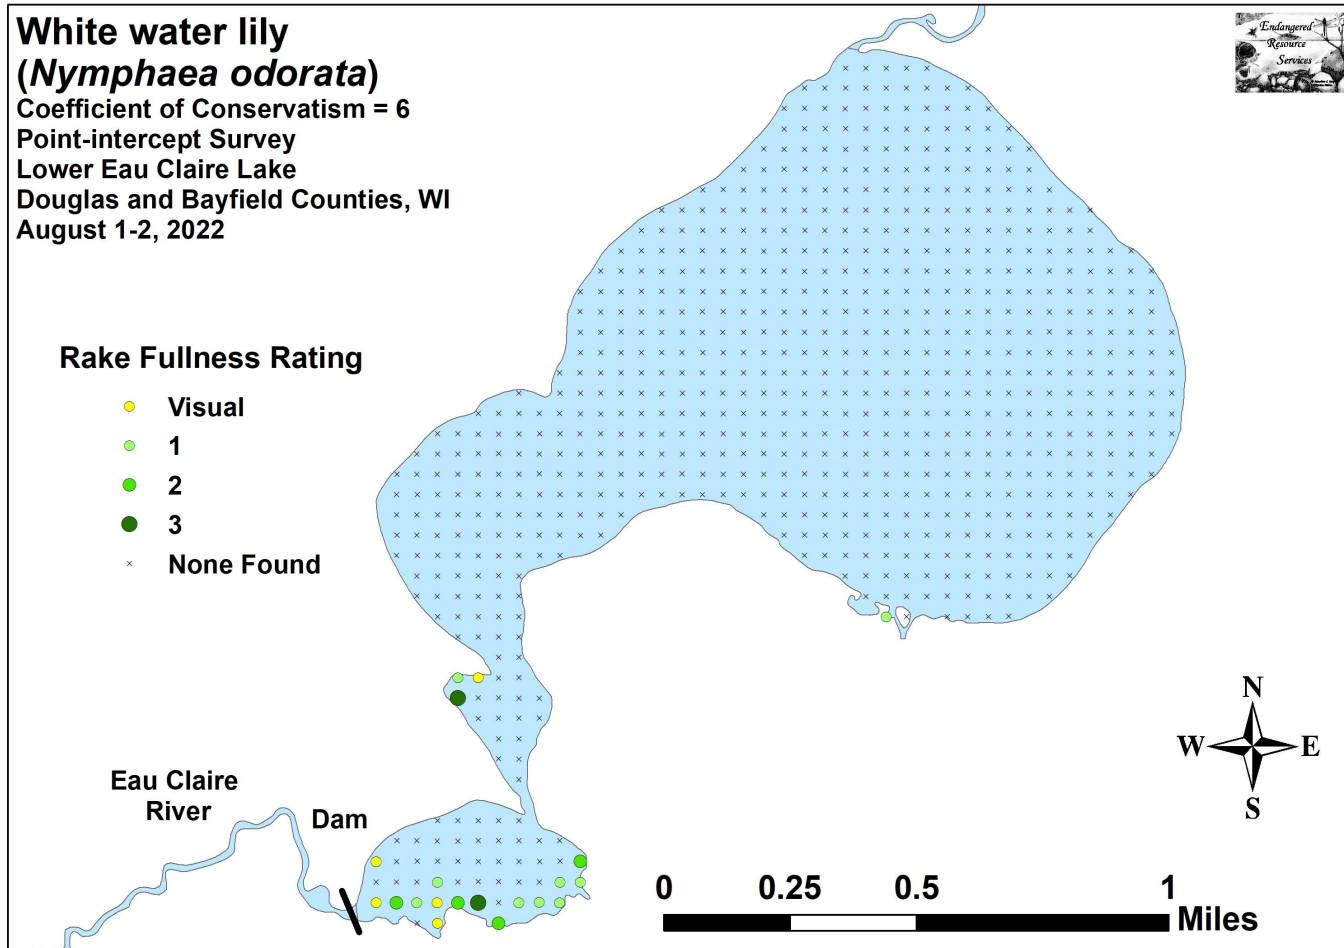 White water lily
(Nymphaea odorata)
Coefficient of Conservatism = 6
Point-intercept Survey
Lower Eau Claire Lake
Douglas and Bayfield Counties, WI
August 1-2, 2022
Endangered
Resource
Services
Rake Fullness Rating
Visual
1
2
3
None Found
N
W E
S
Eau Claire
River
Dam
0 0.25 0.5 1
Miles